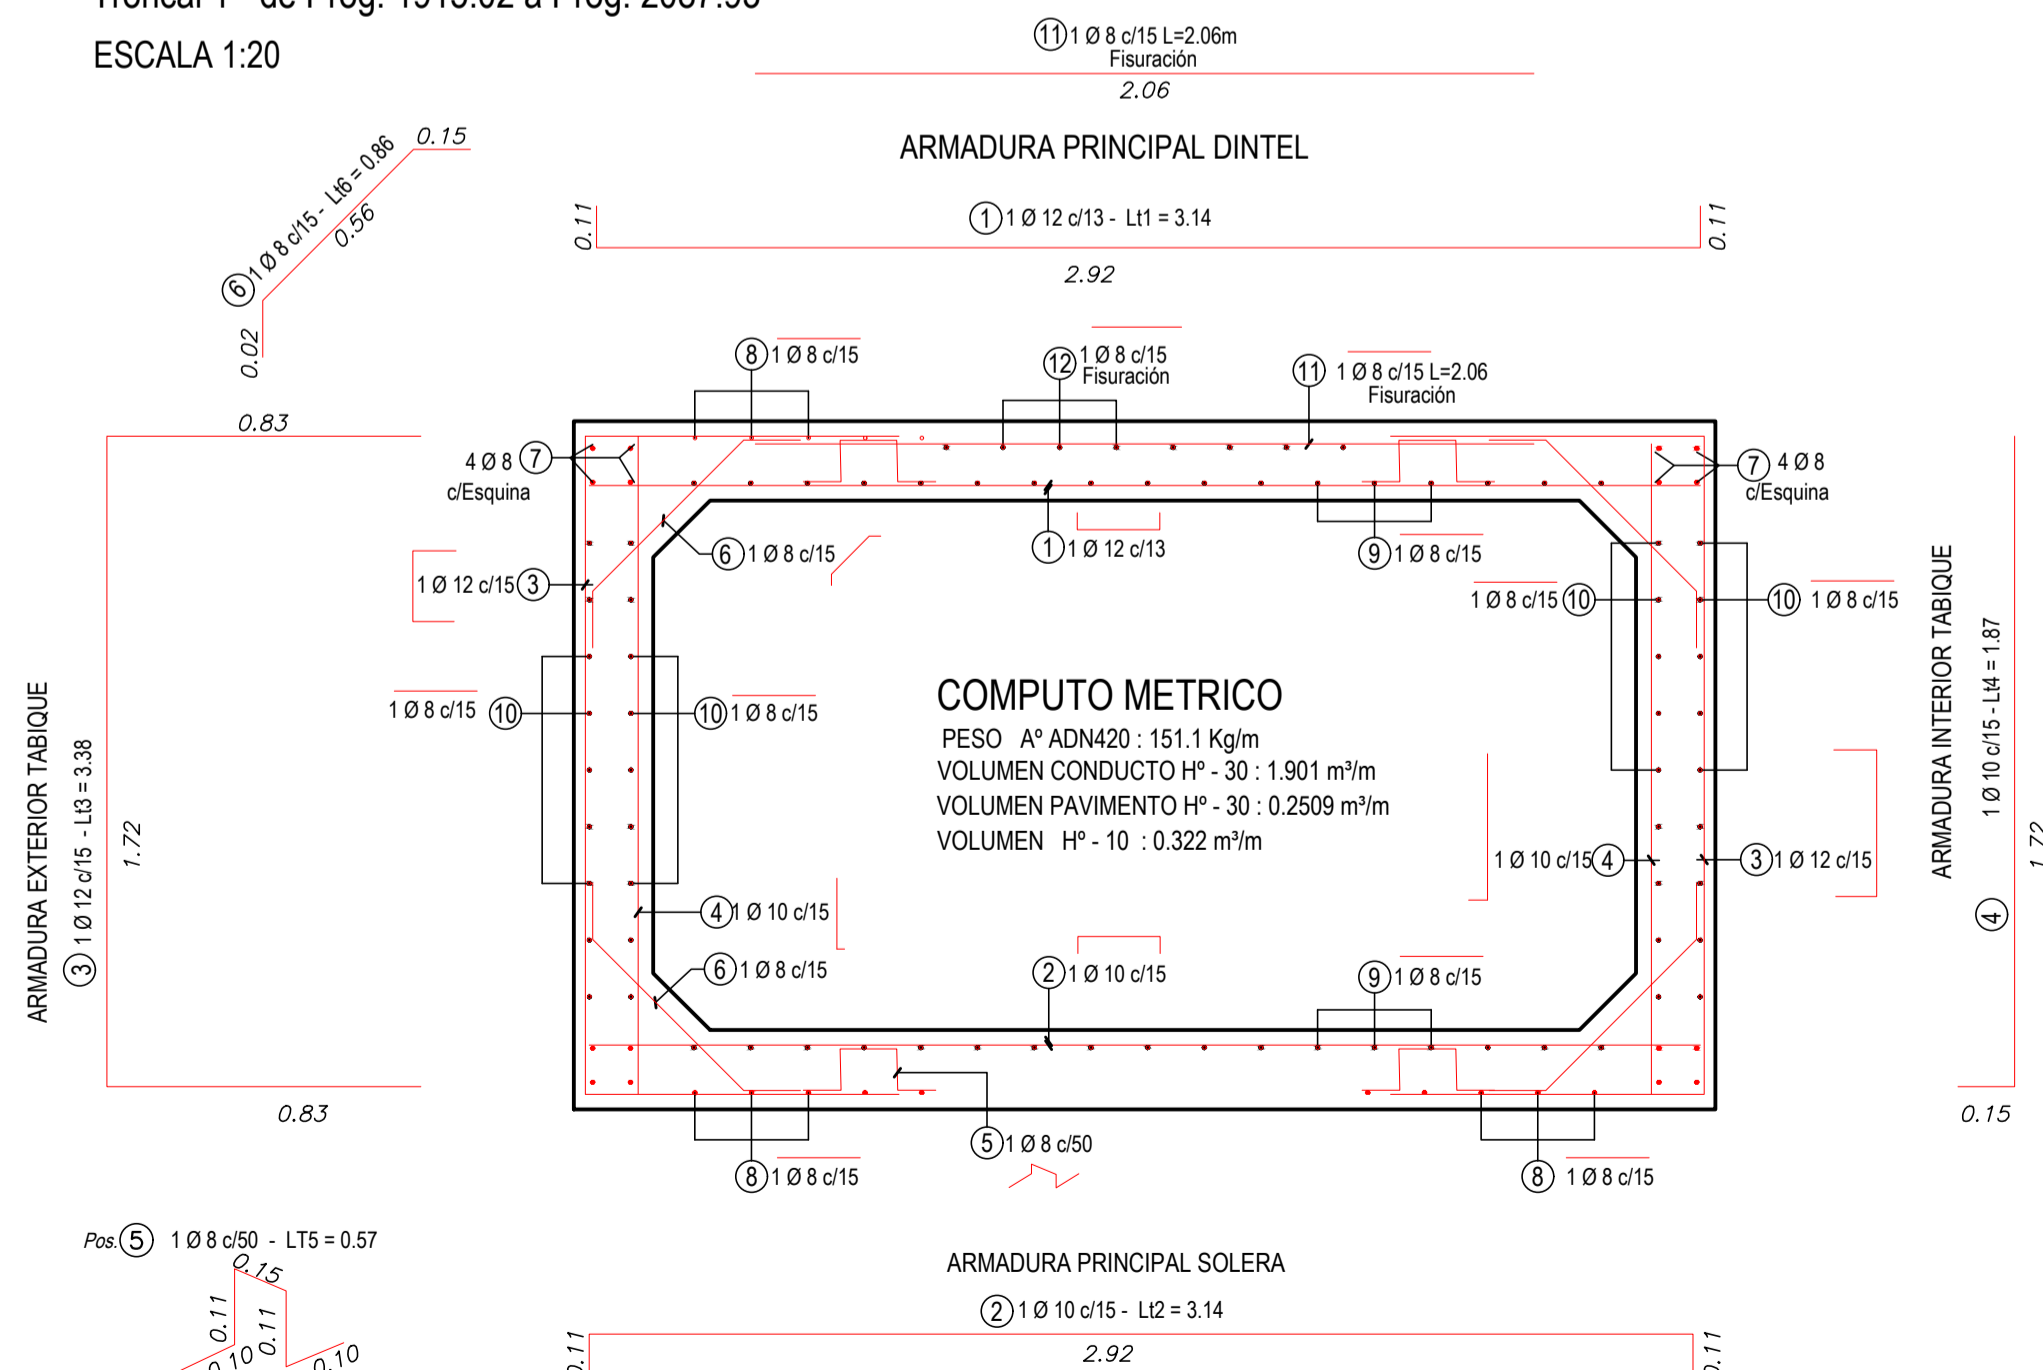 ESCALA 1:20
11 1 Ø 8 c/15 L=2.06m
Fisuración
2.06
ARMADURA PRINCIPAL DINTEL
6 1 Ø 8 c/15 - Lt6 = 0.86
0.15
0.56
0.02
1 1 Ø 12 c/13 - Lt1 = 3.14
0.11
0.11
2.92
8 1 Ø 8 c/15
12 1 Ø 8 c/15
Fisuración
11 1 Ø 8 c/15 L=2.06
Fisuración
0.83
4 Ø 8 7
c/Esquina
7 4 Ø 8
c/Esquina
6 1 Ø 8 c/15
1 1 Ø 12 c/13
9 1 Ø 8 c/15
1 Ø 12 c/15 3
1 Ø 8 c/15 10
10 1 Ø 8 c/15
1 Ø 8 c/15 10
10 1 Ø 8 c/15
COMPUTO METRICO
PESO Aº ADN420 : 151.1 Kg/m
VOLUMEN CONDUCTO Hº - 30 : 1.901 m³/m
VOLUMEN PAVIMENTO Hº - 30 : 0.2509 m³/m
VOLUMEN Hº - 10 : 0.322 m³/m
ARMADURA EXTERIOR TABIQUE
3 1 Ø 12 c/15 - Lt3 = 3.38
1.72
ARMADURA INTERIOR TABIQUE
4 1 Ø 10 c/15 - Lt4 = 1.87
1.72
1 Ø 10 c/15 4
3 1 Ø 12 c/15
4 1 Ø 10 c/15
6 1 Ø 8 c/15
2 1 Ø 10 c/15
9 1 Ø 8 c/15
0.83
0.15
5 1 Ø 8 c/50
8 1 Ø 8 c/15
8 1 Ø 8 c/15
Pos. 5 1 Ø 8 c/50 - LT5 = 0.57
0.15
0.11
0.11
0.10
0.10
ARMADURA PRINCIPAL SOLERA
2 1 Ø 10 c/15 - Lt2 = 3.14
0.11
0.11
2.92